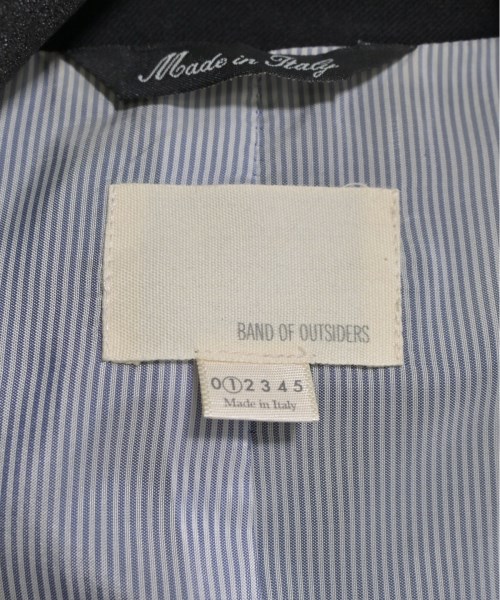 Made in Italy
BAND OF OUTSIDERS
0 1 2 3 4 5
Made in Italy